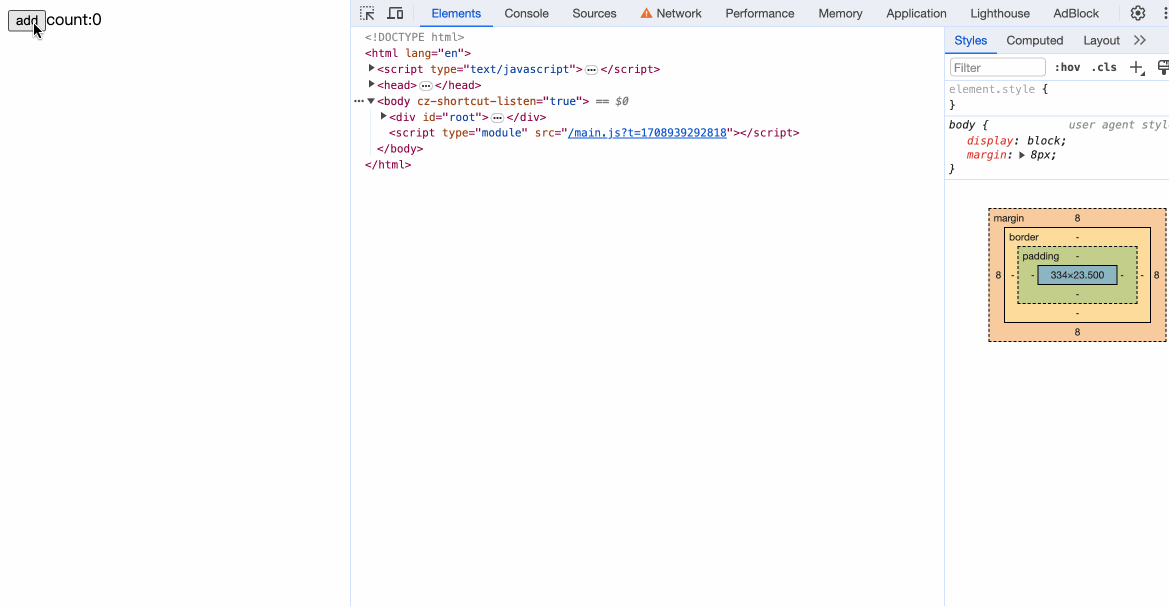 add count:0
Elements Console Sources Network Performance Memory Application Lighthouse AdBlock
<!DOCTYPE html>
<html lang="en">
<script type="text/javascript"> ••• </script>
<head> ••• </head>
••• <body cz-shortcut-listen="true"> == $0
<div id="root"> ••• </div>
<script type="module" src="/main.js?t=1708939292818"></script>
</body>
</html>
Styles Computed Layout >>
Filter :hov .cls +
element.style {
}
body { user agent styl
display: block;
margin: 8px;
}
margin 8
border -
padding -
8 - - 334×23.500 - - 8
-
-
8